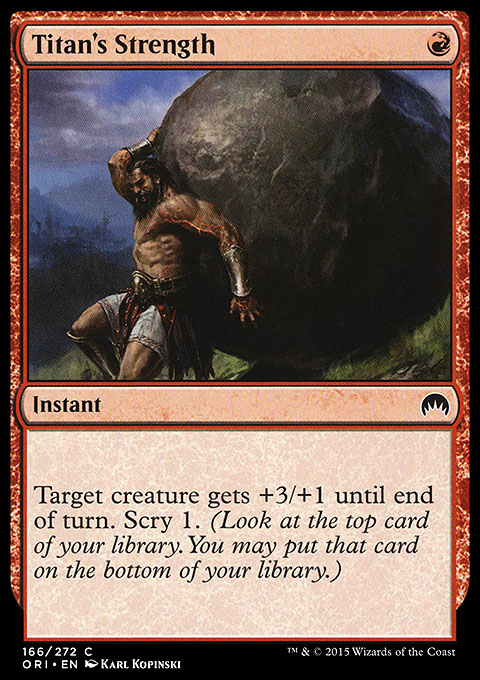 Titan's Strength
Instant
Target creature gets +3/+1 until end
of turn. Scry 1. (Look at the top card
of your library. You may put that card
on the bottom of your library.)
166/272 C
ORI • EN Karl Kopinski
™ & © 2015 Wizards of the Coast